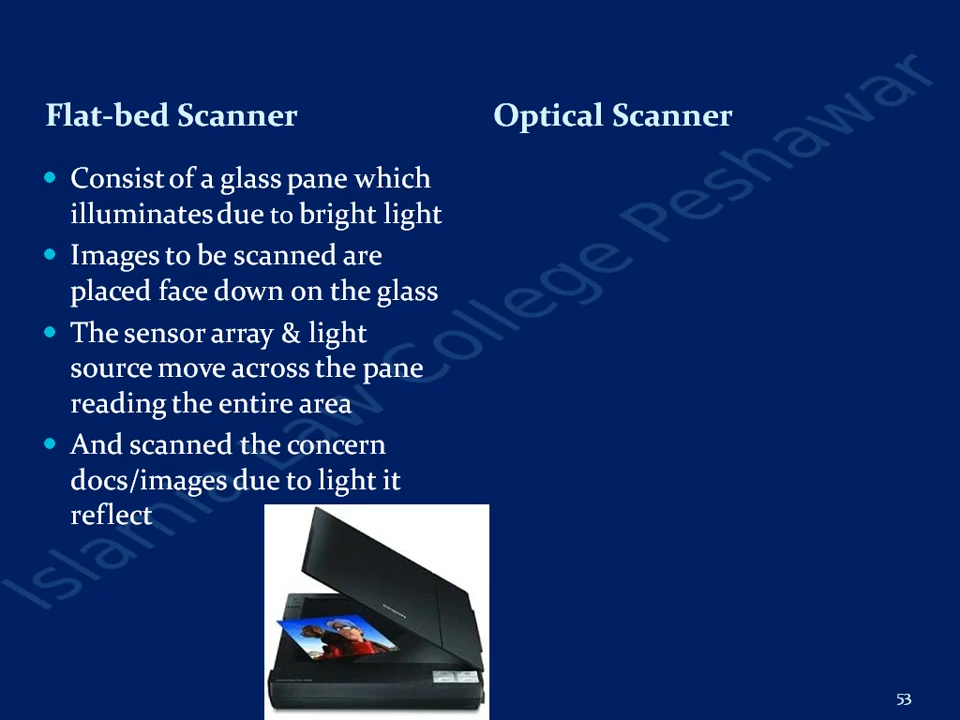 Flat-bed Scanner
Consist of a glass pane which
illuminates due to bright light
Images to be scanned are
placed face down on the glass
The sensor array & light
source move across the pane
reading the entire area
And scanned the concern
docs/images due to light it
reflect
Optical Scanner
Islamia Law College Peshawar
53